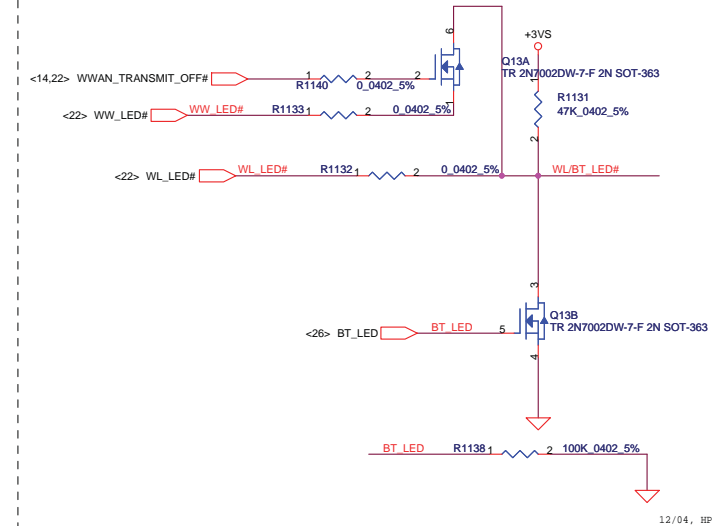 6
+3VS
Q13A
TR 2N7002DW-7-F 2N SOT-363
<14,22> WWAN_TRANSMIT_OFF# 1 2 2
R1140 0_0402_5%
1
R1131
47K_0402_5%
1
2
<22> WW_LED# WW_LED# R1133 1 2 0_0402_5%
<22> WL_LED# WL_LED# R1132 1 2 0_0402_5% WL/BT_LED#
3
Q13B
TR 2N7002DW-7-F 2N SOT-363
<26> BT_LED BT_LED 5
4
BT_LED R1138 1 2 100K_0402_5%
12/04, HP